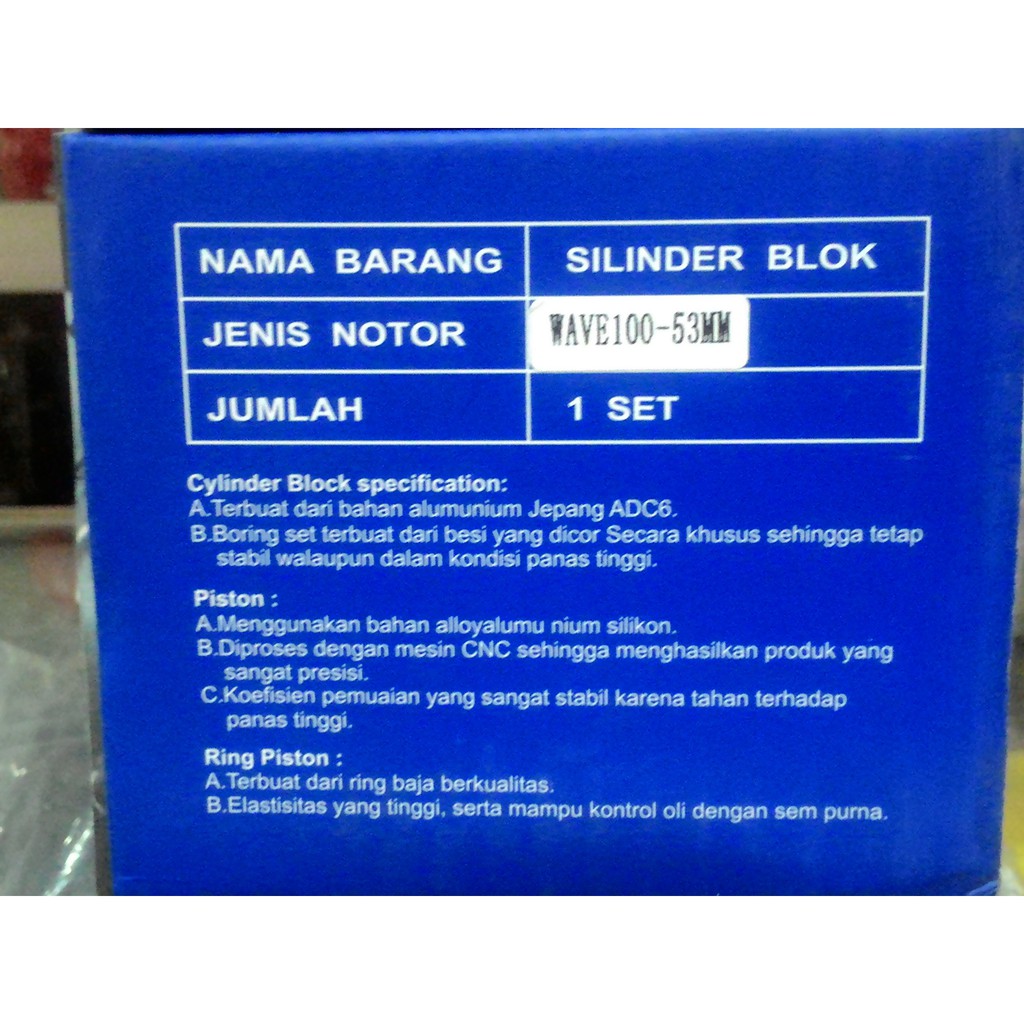 NAMA BARANG SILINDER BLOK
JENIS NOTOR WAVE100-53MM
JUMLAH 1 SET
Cylinder Block specification:
A.Terbuat dari bahan alumunium Jepang ADC6.
B.Boring set terbuat dari besi yang dicor Secara khusus sehingga tetap
stabil walaupun dalam kondisi panas tinggi.
Piston :
A.Menggunakan bahan alloyalumu nium silikon.
B.Diproses dengan mesin CNC sehingga menghasilkan produk yang
sangat presisi.
C.Koefisien pemuaian yang sangat stabil karena tahan terhadap
panas tinggi.
Ring Piston :
A.Terbuat dari ring baja berkualitas.
B.Elastisitas yang tinggi, serta mampu kontrol oli dengan sem purna.